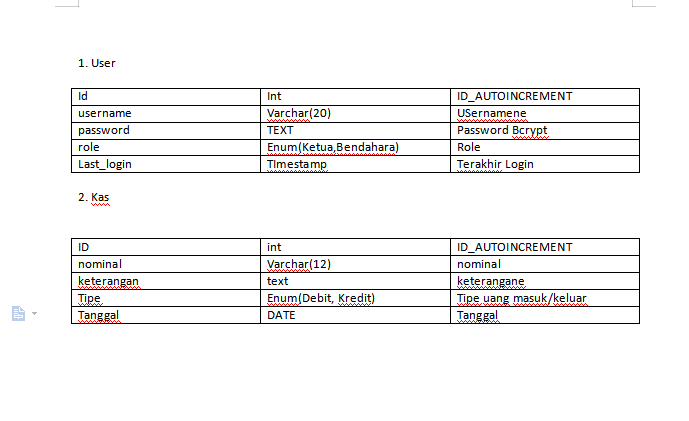 1. User
Id Int ID_AUTOINCREMENT
username Varchar(20) USernamene
password TEXT Password Bcrypt
role Enum(Ketua,Bendahara) Role
Last_login TImestamp Terakhir Login
2. Kas
ID int ID_AUTOINCREMENT
nominal Varchar(12) nominal
keterangan text keterangane
Tipe Enum(Debit, Kredit) Tipe uang masuk/keluar
Tanggal DATE Tanggal